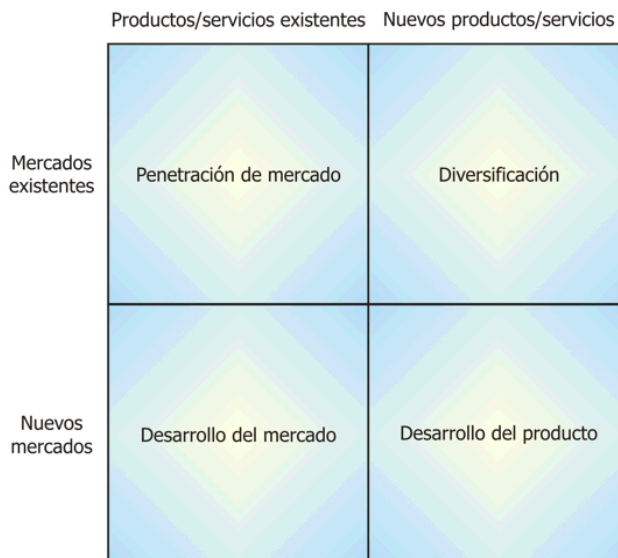 Productos/servicios existentes
Nuevos productos/servicios
Mercados
existentes
Penetración de mercado
Diversificación
Nuevos
mercados
Desarrollo del mercado
Desarrollo del producto